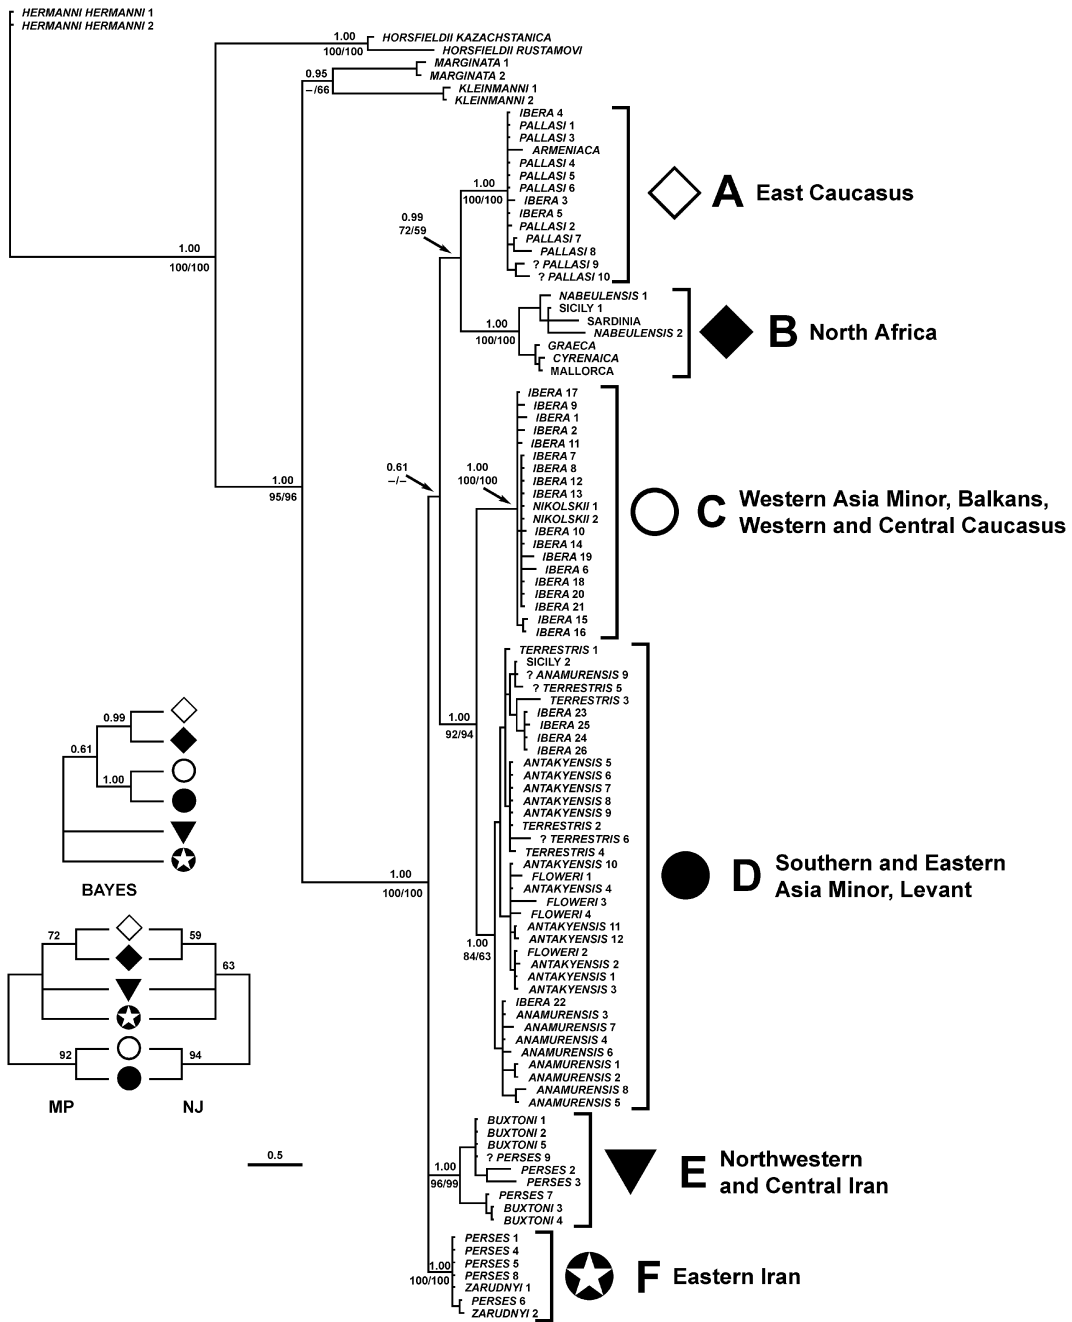 HERMANNI HERMANNI 1
HERMANNI HERMANNI 2
1.00
100/100
HORSFIELDII KAZACHSTANICA
HORSFIELDII RUSTAMOVI
MARGINATA 1
MARGINATA 2
0.95
–/66
KLEINMANNI 1
KLEINMANNI 2
IBERA 4
PALLASI 1
PALLASI 3
ARMENIACA
PALLASI 4
PALLASI 5
PALLASI 6
IBERA 3
IBERA 5
PALLASI 2
PALLASI 7
PALLASI 8
? PALLASI 9
? PALLASI 10
1.00
100/100
A East Caucasus
0.99
72/59
1.00
100/100
NABEULENSIS 1
SICILY 1
SARDINIA
NABEULENSIS 2
GRAECA
CYRENAICA
MALLORCA
1.00
100/100
B North Africa
IBERA 17
IBERA 9
IBERA 1
IBERA 2
IBERA 11
IBERA 7
IBERA 8
IBERA 12
IBERA 13
NIKOLSKII 1
NIKOLSKII 2
IBERA 10
IBERA 14
IBERA 19
IBERA 6
IBERA 18
IBERA 20
IBERA 21
IBERA 15
IBERA 16
0.61
–/–
1.00
100/100
1.00
95/96
C Western Asia Minor, Balkans,
Western and Central Caucasus
TERRESTRIS 1
SICILY 2
? ANAMURENSIS 9
? TERRESTRIS 5
TERRESTRIS 3
IBERA 23
IBERA 25
IBERA 24
IBERA 26
ANTAKYENSIS 5
ANTAKYENSIS 6
ANTAKYENSIS 7
ANTAKYENSIS 8
ANTAKYENSIS 9
TERRESTRIS 2
? TERRESTRIS 6
TERRESTRIS 4
ANTAKYENSIS 10
FLOWERI 1
ANTAKYENSIS 4
FLOWERI 3
FLOWERI 4
ANTAKYENSIS 11
ANTAKYENSIS 12
FLOWERI 2
ANTAKYENSIS 2
ANTAKYENSIS 1
ANTAKYENSIS 3
IBERA 22
ANAMURENSIS 3
ANAMURENSIS 7
ANAMURENSIS 4
ANAMURENSIS 6
ANAMURENSIS 1
ANAMURENSIS 2
ANAMURENSIS 8
ANAMURENSIS 5
1.00
92/94
1.00
84/63
1.00
100/100
D Southern and Eastern
Asia Minor, Levant
BUXTONI 1
BUXTONI 2
BUXTONI 5
? PERSES 9
PERSES 2
PERSES 3
PERSES 7
BUXTONI 3
BUXTONI 4
1.00
96/99
E Northwestern
and Central Iran
PERSES 1
PERSES 4
PERSES 5
PERSES 8
ZARUDNYI 1
PERSES 6
ZARUDNYI 2
1.00
100/100
F Eastern Iran
0.99
0.61
1.00
BAYES
72
59
63
92
94
MP
NJ
0.5